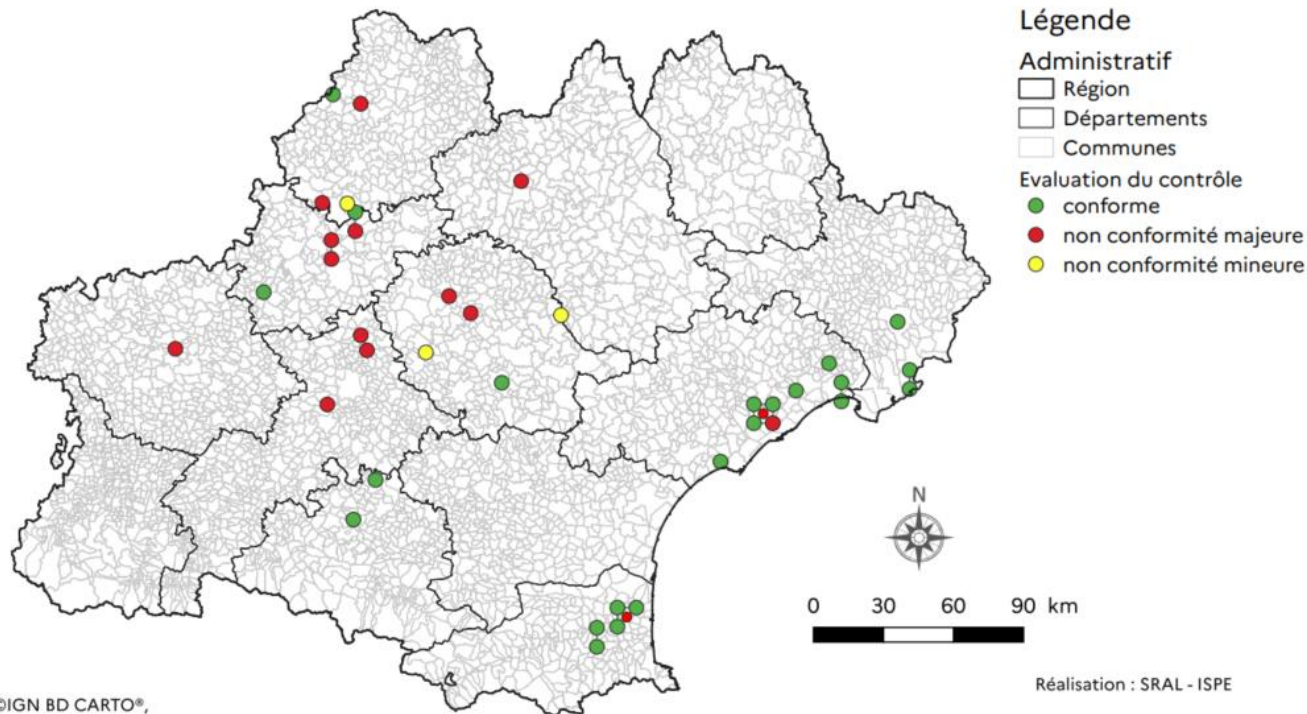 Légende
Administratif
Région
Départements
Communes
Evaluation du contrôle
conforme
non conformité majeure
non conformité mineure
N
0 30 60 90 km
Réalisation : SRAL - ISPE
©IGN BD CARTO®,